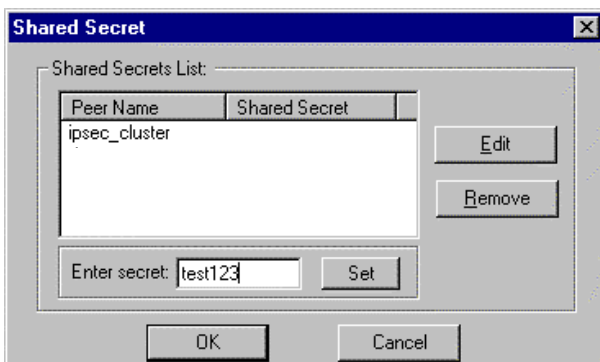 Shared Secret
Shared Secrets List:
Peer Name Shared Secret
ipsec_cluster
Edit
Remove
Enter secret: test123 Set
OK Cancel